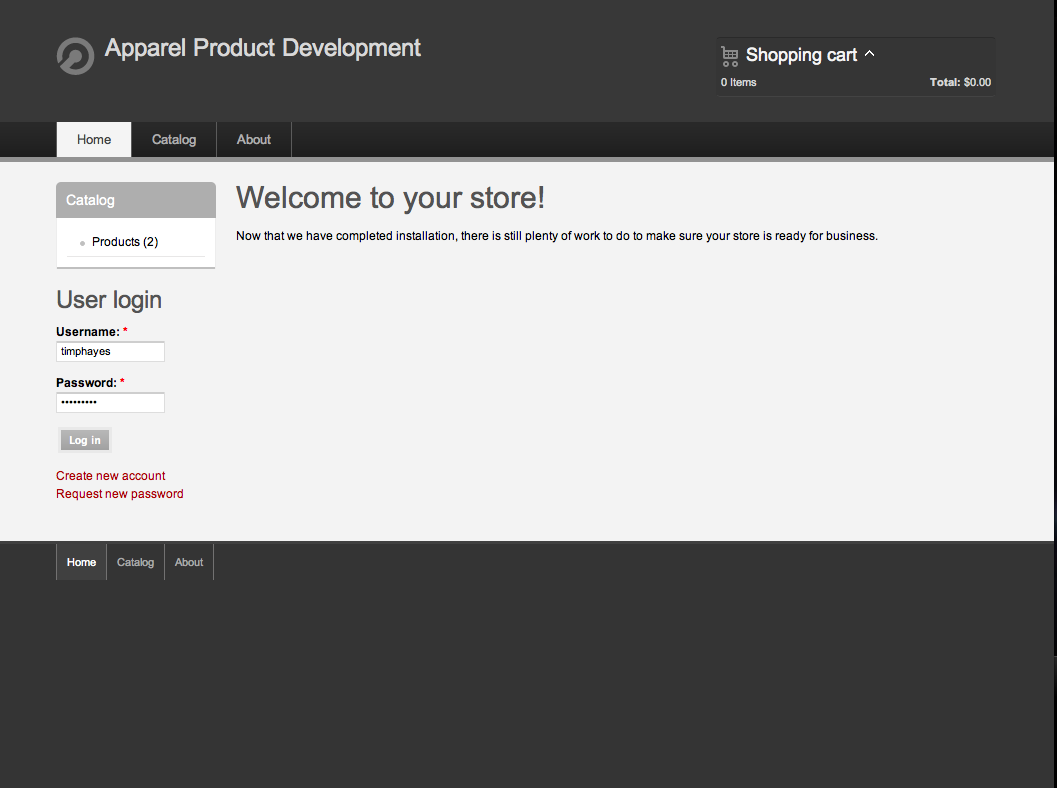 Apparel Product Development
Shopping cart
0 Items Total: $0.00
Home Catalog About
Catalog
Products (2)
Welcome to your store!
Now that we have completed installation, there is still plenty of work to do to make sure your store is ready for business.
User login
Username: *
timphayes
Password: *
•••••••••
Log in
Create new account
Request new password
Home Catalog About